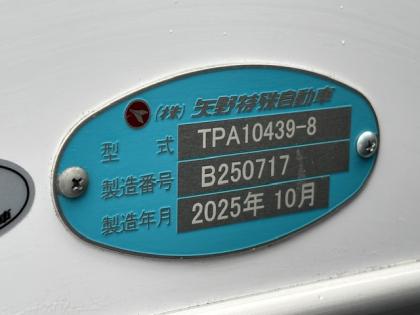 (株) 矢野特殊自動車
型式 TPA10439-8
製造番号 B250717
製造年月 2025年 10月